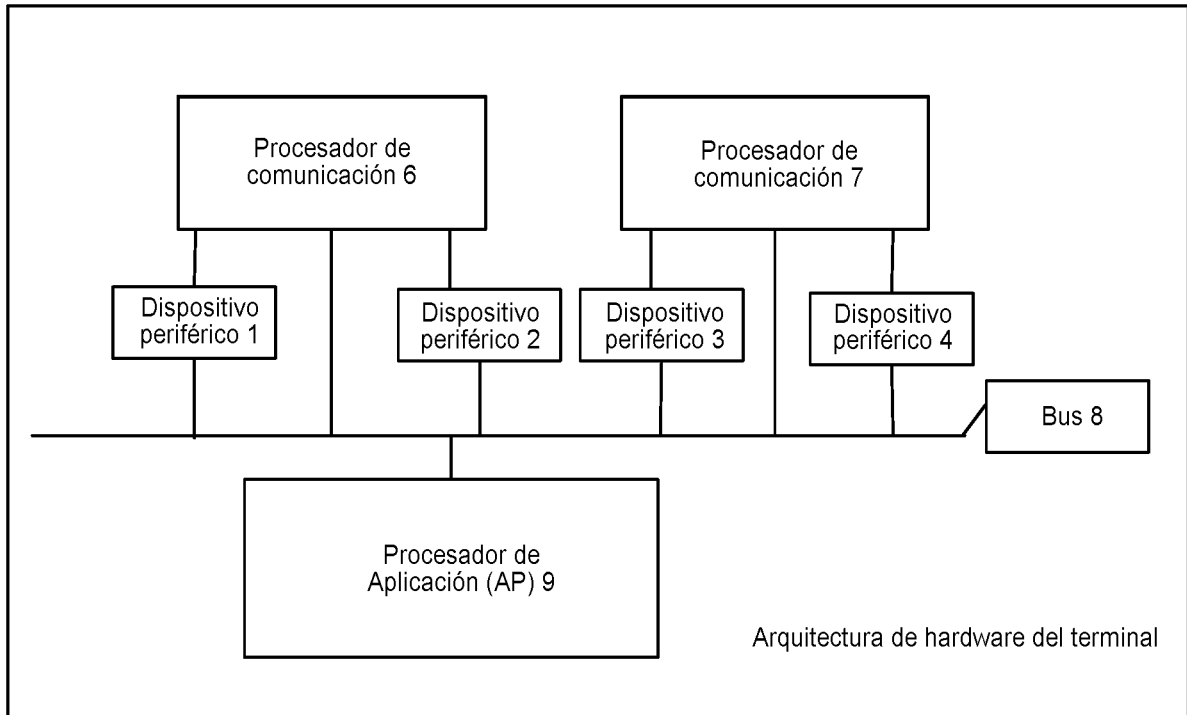 Procesador de
comunicación 6
Procesador de
comunicación 7
Dispositivo
periférico 1
Dispositivo
periférico 2
Dispositivo
periférico 3
Dispositivo
periférico 4
Bus 8
Procesador de
Aplicación (AP) 9
Arquitectura de hardware del terminal